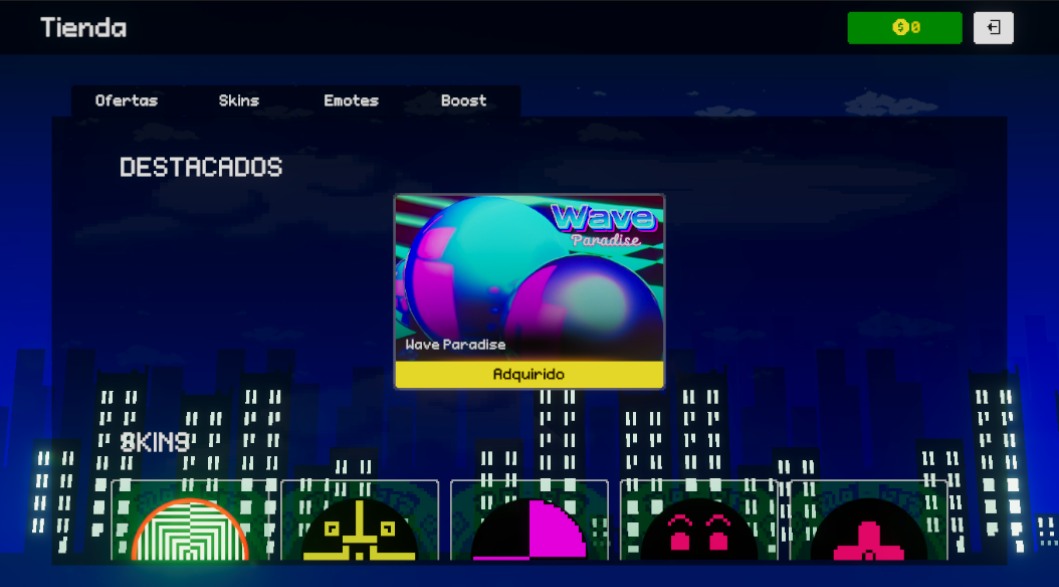 Tienda
$0
Ofertas Skins Emotes Boost
DESTACADOS
Wave
Paradise
Wave Paradise
Adquirido
SKINS